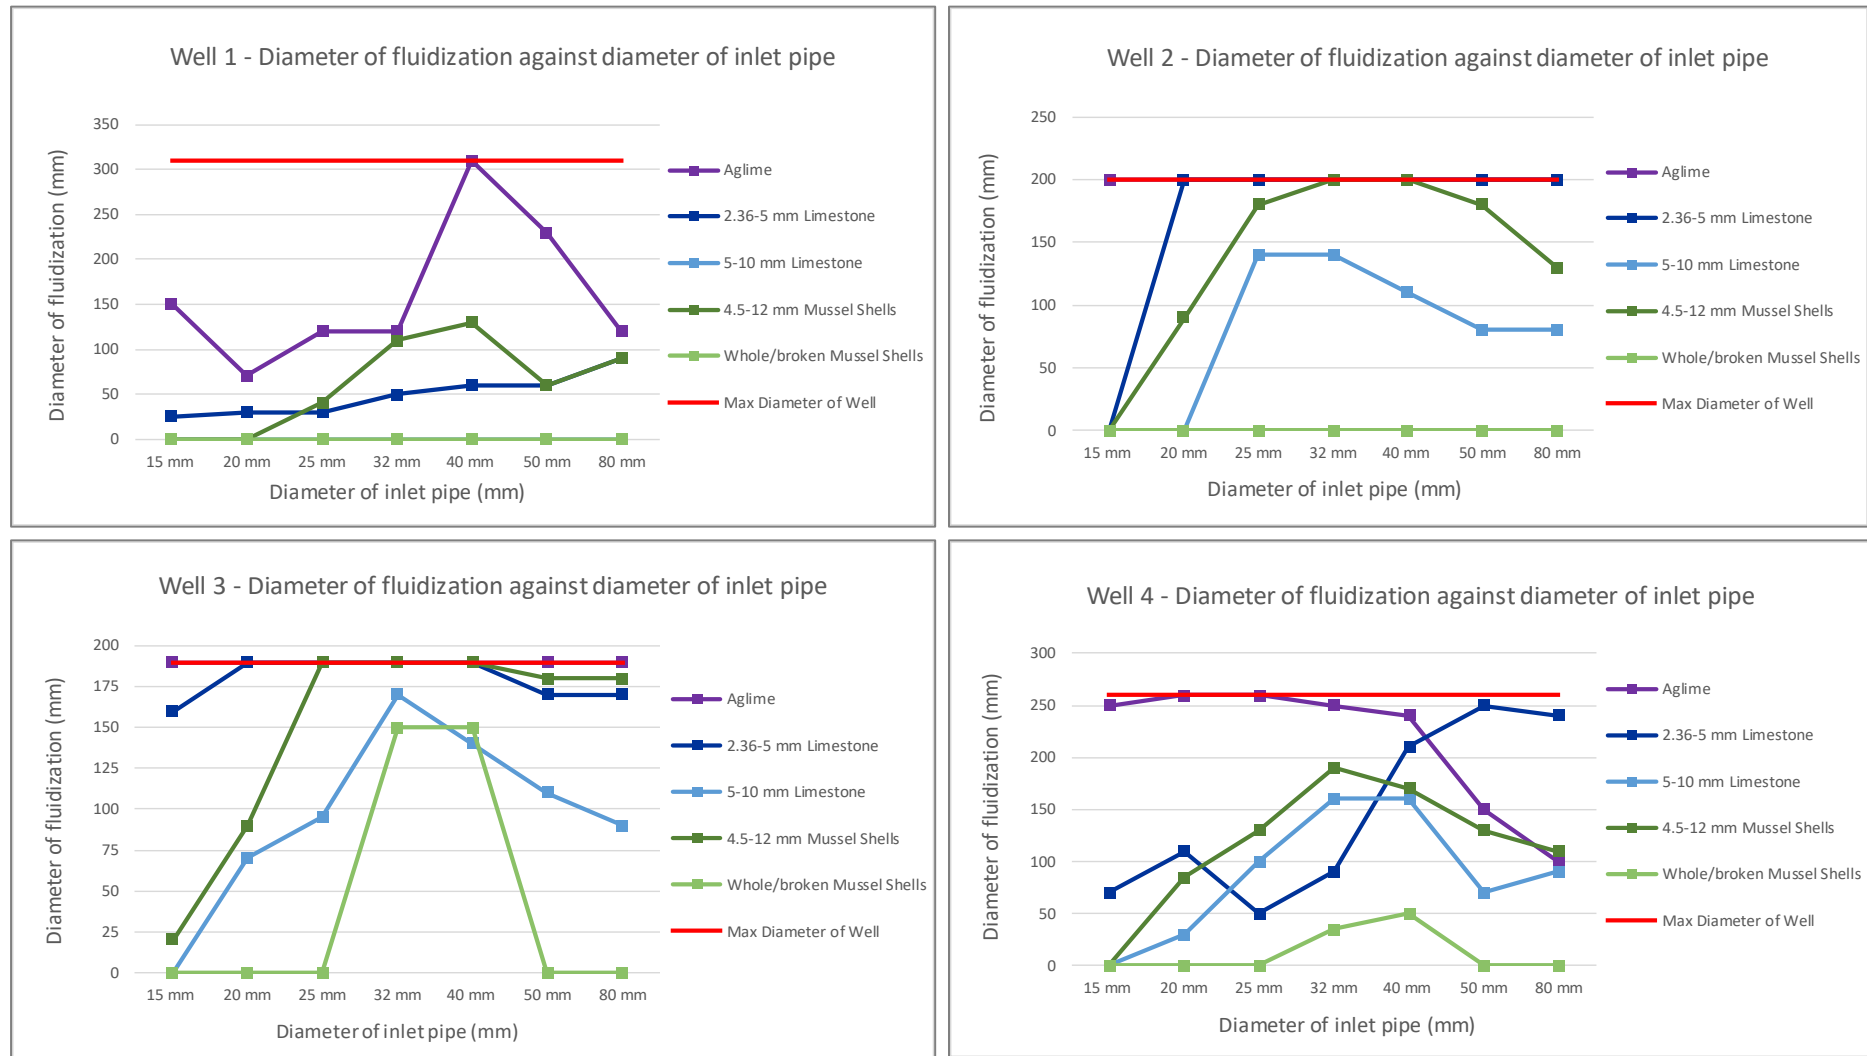 Well 1 - Diameter of fluidization against diameter of inlet pipe
Diameter of fluidization (mm)
350
300
250
200
150
100
50
0
15 mm 20 mm 25 mm 32 mm 40 mm 50 mm 80 mm
Diameter of inlet pipe (mm)
Aglime
2.36-5 mm Limestone
5-10 mm Limestone
4.5-12 mm Mussel Shells
Whole/broken Mussel Shells
Max Diameter of Well
Well 2 - Diameter of fluidization against diameter of inlet pipe
Diameter of fluidization (mm)
250
200
150
100
50
0
15 mm 20 mm 25 mm 32 mm 40 mm 50 mm 80 mm
Diameter of inlet pipe (mm)
Aglime
2.36-5 mm Limestone
5-10 mm Limestone
4.5-12 mm Mussel Shells
Whole/broken Mussel Shells
Max Diameter of Well
Well 3 - Diameter of fluidization against diameter of inlet pipe
Diameter of fluidization (mm)
200
175
150
125
100
75
50
25
0
15 mm 20 mm 25 mm 32 mm 40 mm 50 mm 80 mm
Diameter of inlet pipe (mm)
Aglime
2.36-5 mm Limestone
5-10 mm Limestone
4.5-12 mm Mussel Shells
Whole/broken Mussel Shells
Max Diameter of Well
Well 4 - Diameter of fluidization against diameter of inlet pipe
Diameter of fluidization (mm)
300
250
200
150
100
50
0
15 mm 20 mm 25 mm 32 mm 40 mm 50 mm 80 mm
Diameter of inlet pipe (mm)
Aglime
2.36-5 mm Limestone
5-10 mm Limestone
4.5-12 mm Mussel Shells
Whole/broken Mussel Shells
Max Diameter of Well